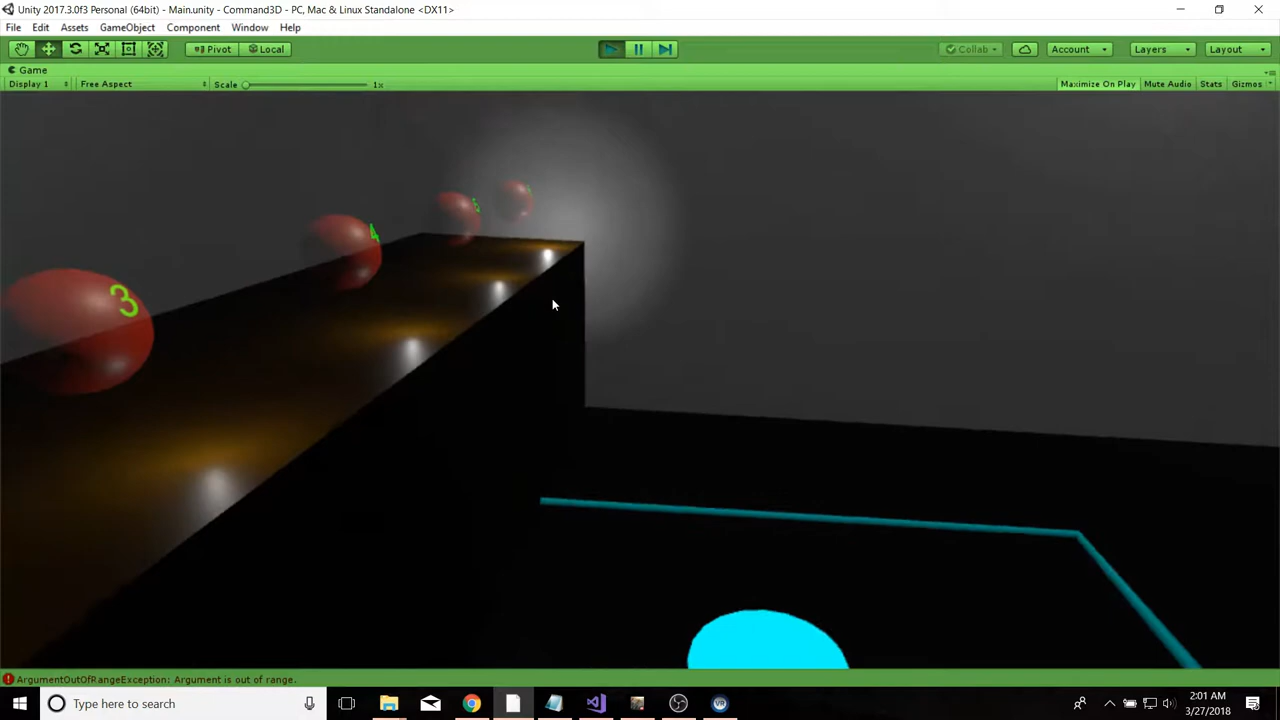 Unity 2017.3.0f3 Personal (64bit) - Main.unity - Command3D - PC, Mac & Linux Standalone <DX11>
File Edit Assets GameObject Component Window Help
Pivot Local Collab Account Layers Layout
Game
Display 1 Free Aspect Scale 1x Maximize On Play Mute Audio Stats Gizmos
5
4
3
ArgumentOutOfRangeException: Argument is out of range.
Type here to search
2:01 AM
3/27/2018